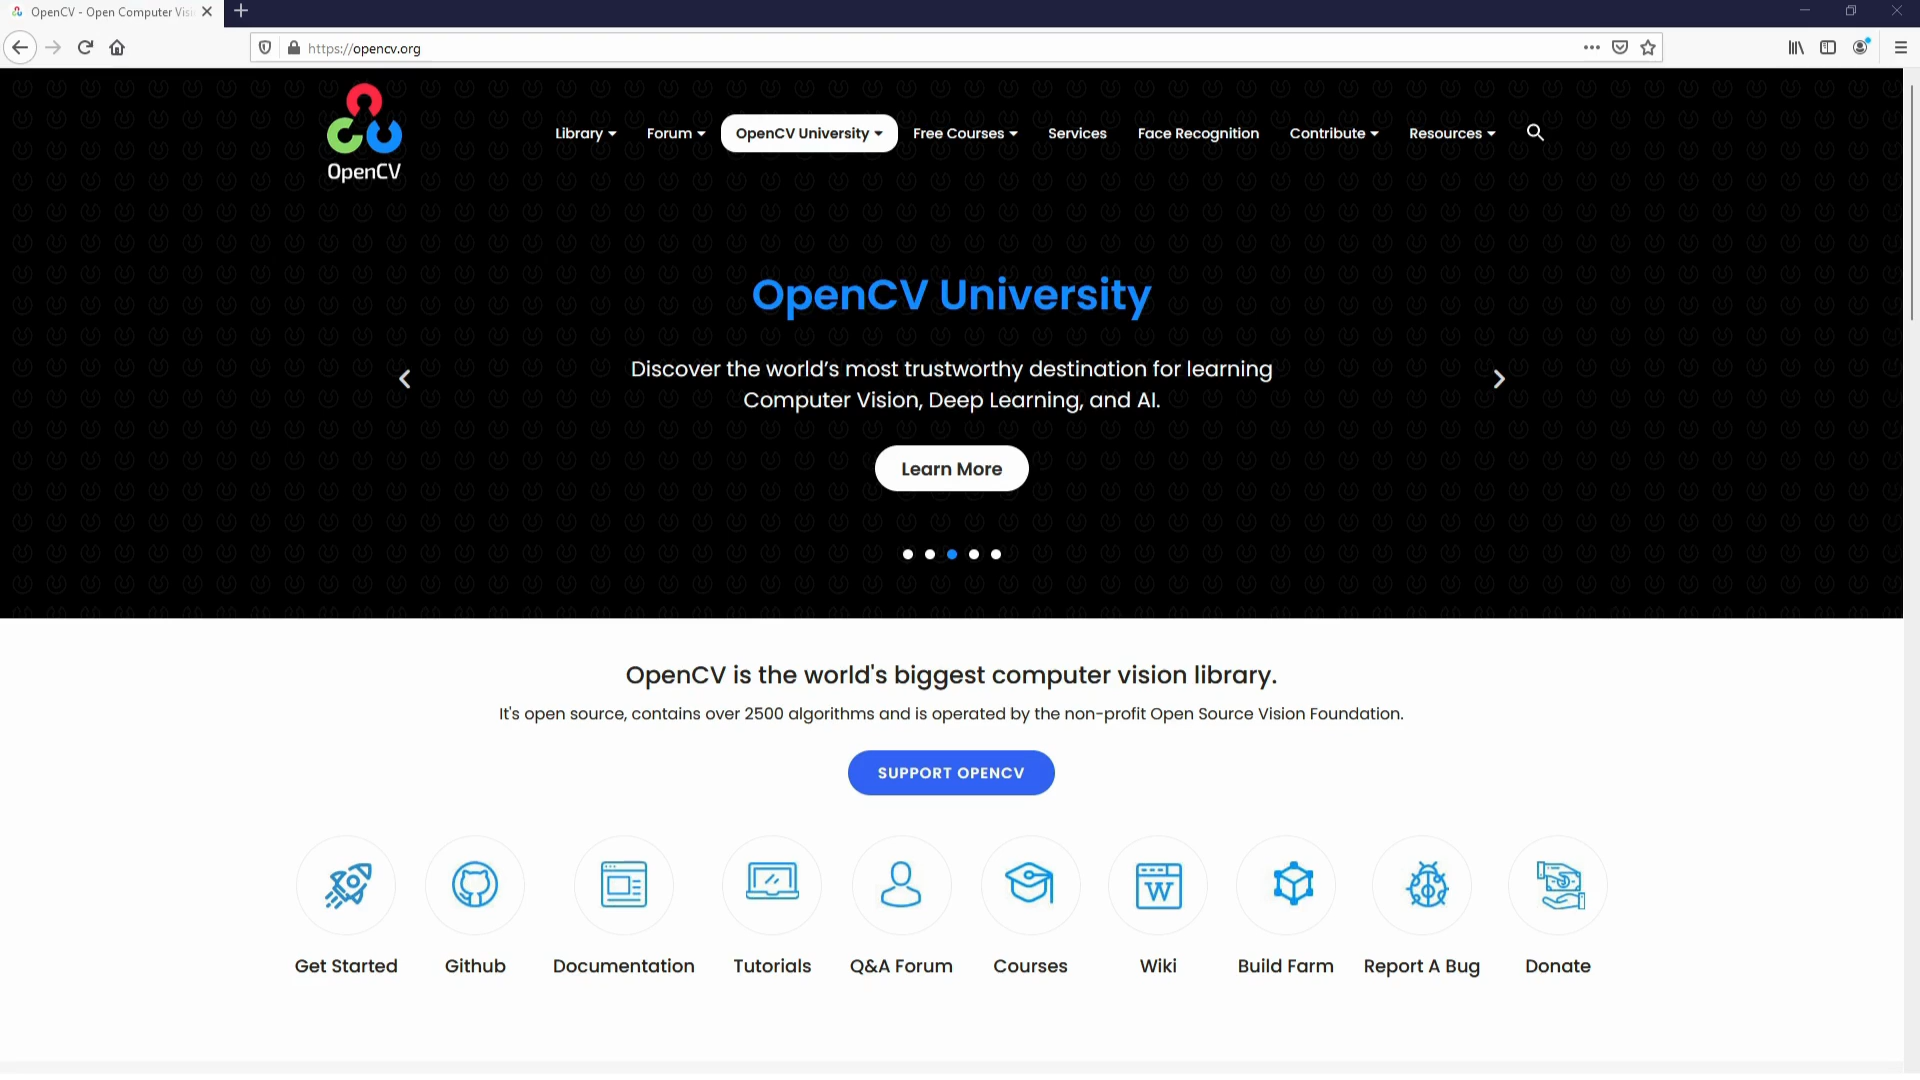 OpenCV - Open Computer Visi
https://opencv.org
OpenCV
Library
Forum
OpenCV University
Free Courses
Services
Face Recognition
Contribute
Resources
OpenCV University
Discover the world’s most trustworthy destination for learning
Computer Vision, Deep Learning, and AI.
Learn More
OpenCV is the world's biggest computer vision library.
It's open source, contains over 2500 algorithms and is operated by the non-profit Open Source Vision Foundation.
SUPPORT OPENCV
W
Get Started
Github
Documentation
Tutorials
Q&A Forum
Courses
Wiki
Build Farm
Report A Bug
Donate